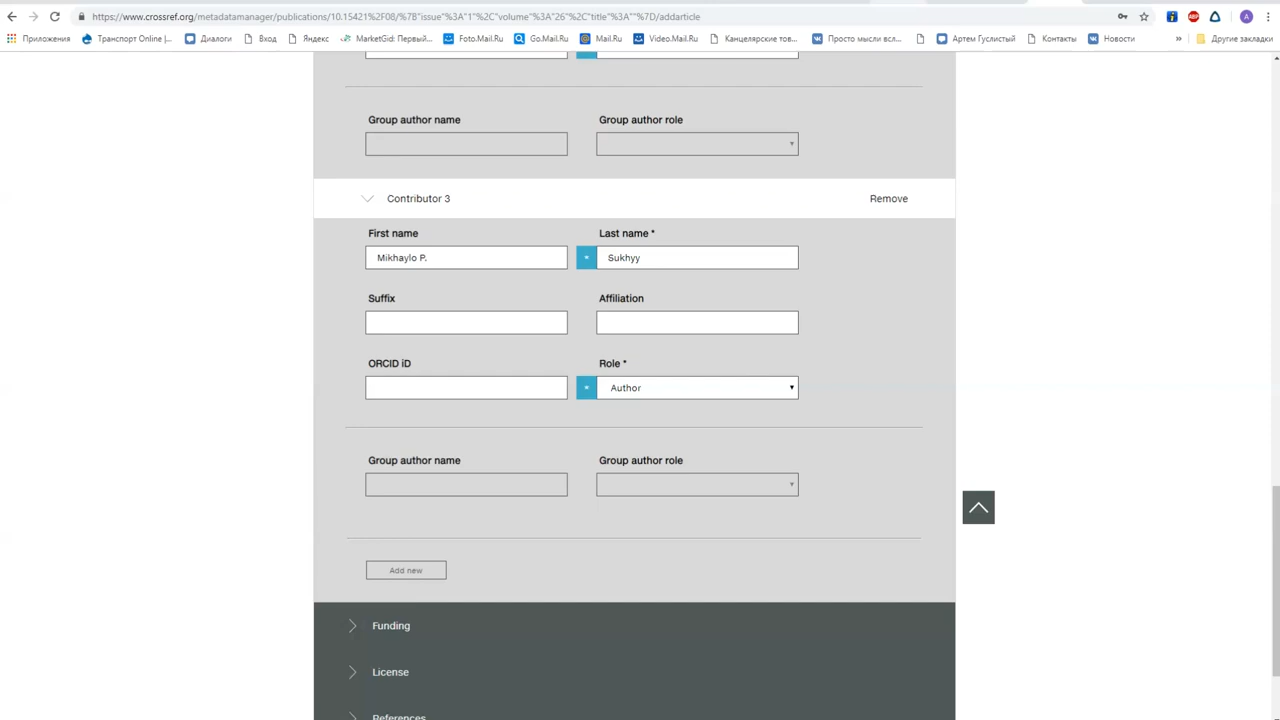 https://www.crossref.org/metadatamanager/publications/10.15421%2F08/%7B"issue"%3A"1"%2C"volume"%3A"26"%2C"title"%3A""%7D/addarticle
ABP
A
Приложения
Транспорт Online |...
Диалоги
Вход
Яндекс
MarketGid: Первый...
Foto.Mail.Ru
Go.Mail.Ru
Mail.Ru
Video.Mail.Ru
Канцелярские тов...
Просто мысли всл...
Артем Гуслистый
Контакты
Новости
»
Другие закладки
Group author name
Group author role
Contributor 3
Remove
First name
Last name *
Mikhaylo P.
*
Sukhyy
Suffix
Affiliation
ORCID iD
Role *
*
Author
Group author name
Group author role
Add new
Funding
License
References